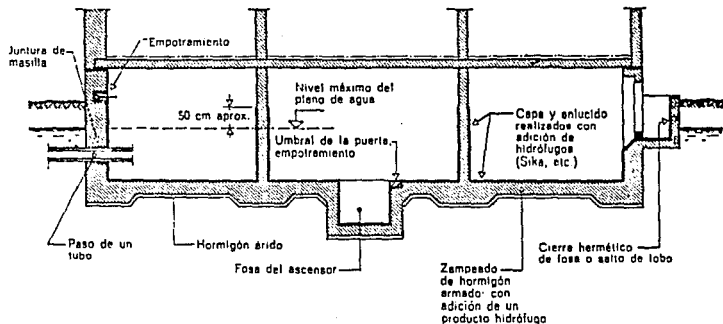 Juntura de
masilla
Empotramiento
50 cm aprox.
Nivel máximo del
plano de agua
Umbral de la puerta,
empotramiento
Capa y enlucido
realizados con
adición de
hidrófugos
(Sika, etc.)
Paso de un
tubo
Hormigón árido
Fosa del ascensor
Zampeado
de hormigón
armado con
adición de un
producto hidrófugo
Cierre hermético
de fosa o salto de lobo